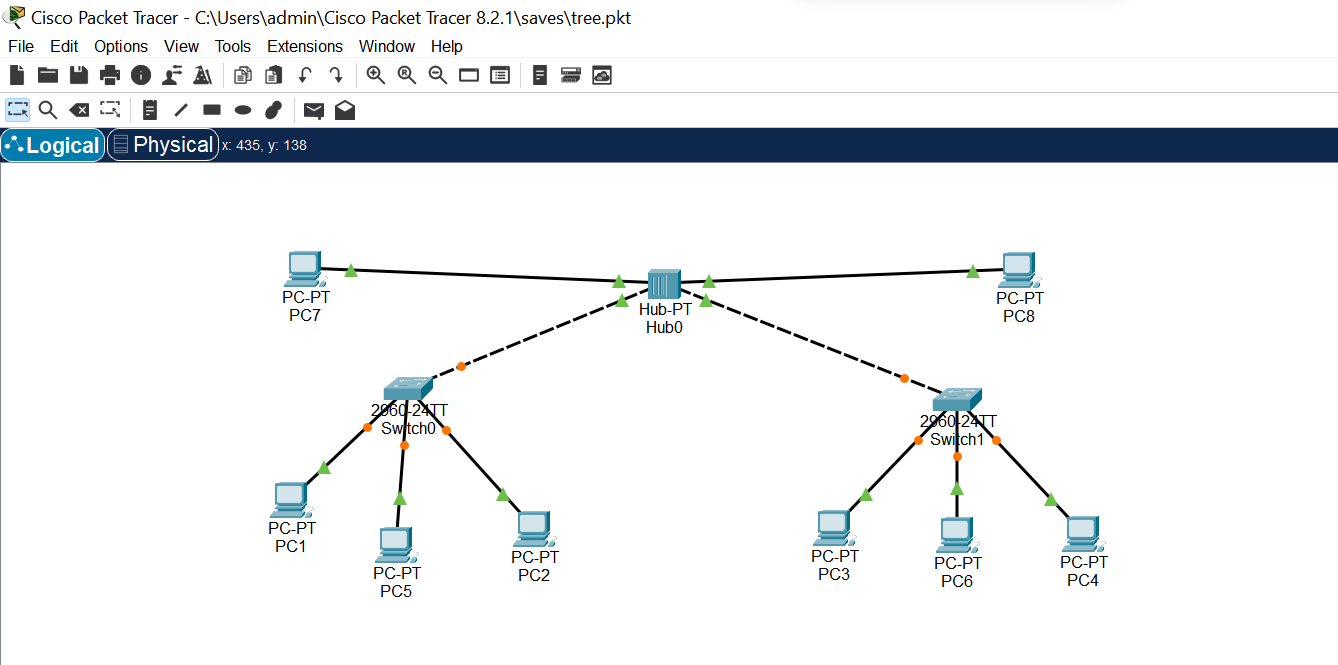 Cisco Packet Tracer - C:\Users\admin\Cisco Packet Tracer 8.2.1\saves\tree.pkt
File Edit Options View Tools Extensions Window Help
Logical Physical x: 435, y: 138
PC-PT
PC7
Hub-PT
Hub0
PC-PT
PC8
2960-24TT
Switch0
2960-24TT
Switch1
PC-PT
PC1
PC-PT
PC5
PC-PT
PC2
PC-PT
PC3
PC-PT
PC6
PC-PT
PC4